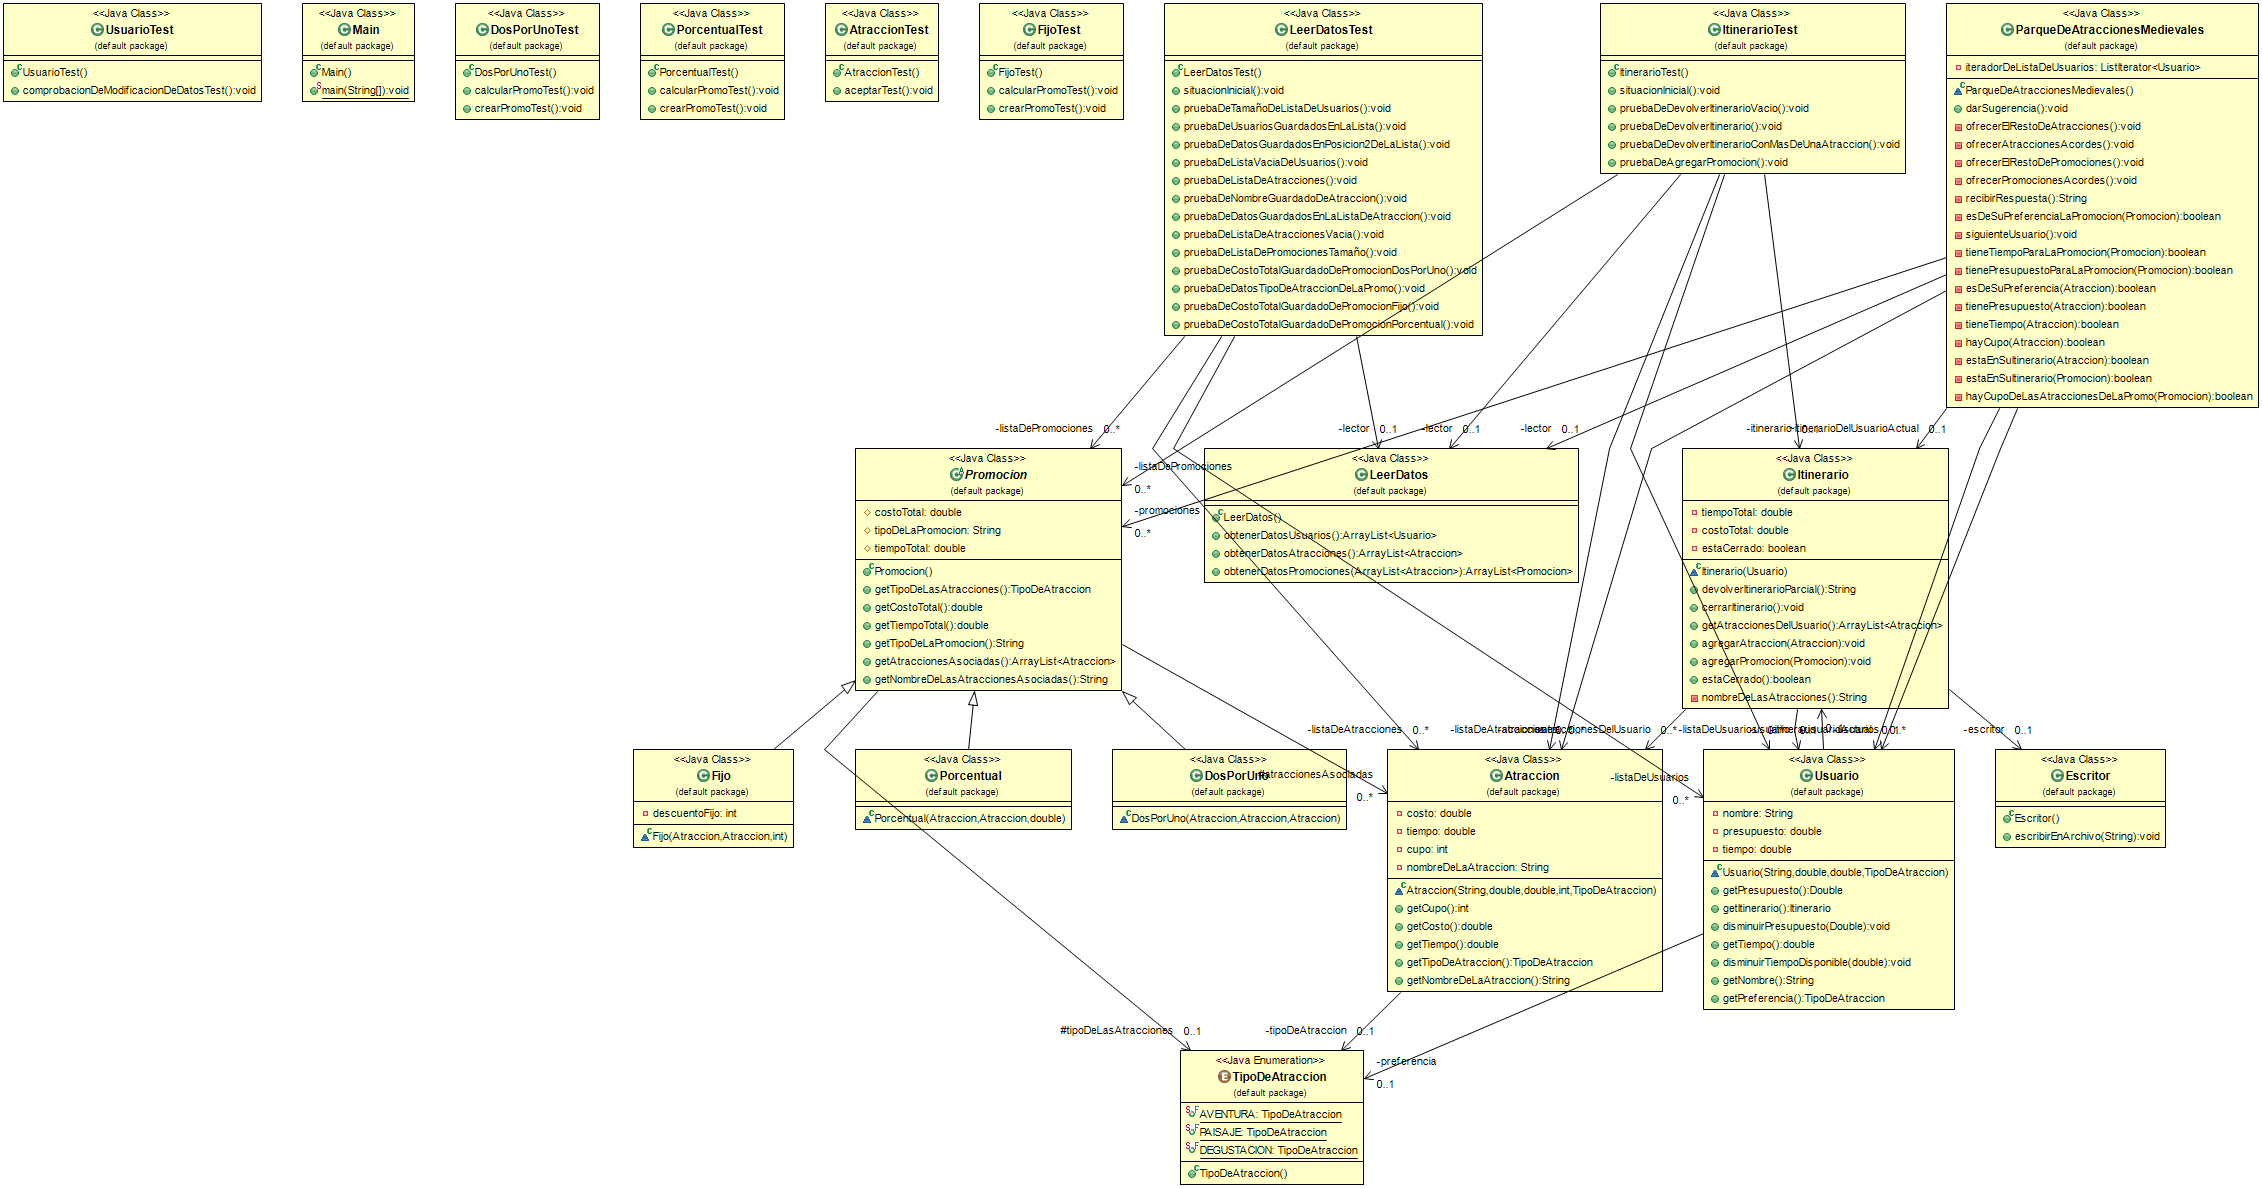 <<Java Class>>
UsuarioTest
(default package)
UsuarioTest()
comprobacionDeModificacionDeDatosTest():void
<<Java Class>>
Main
(default package)
Main()
main(String[]):void
<<Java Class>>
DosPorUnoTest
(default package)
DosPorUnoTest()
calcularPromoTest():void
crearPromoTest():void
<<Java Class>>
PorcentualTest
(default package)
PorcentualTest()
calcularPromoTest():void
crearPromoTest():void
<<Java Class>>
AtraccionTest
(default package)
AtraccionTest()
aceptarTest():void
<<Java Class>>
FijoTest
(default package)
FijoTest()
calcularPromoTest():void
crearPromoTest():void
<<Java Class>>
LeerDatosTest
(default package)
LeerDatosTest()
situacionInicial():void
pruebaDeTamañoDeListaDeUsuarios():void
pruebaDeUsuariosGuardadosEnLaLista():void
pruebaDeDatosGuardadosEnPosicion2DeLaLista():void
pruebaDeListaVaciaDeUsuarios():void
pruebaDeListaDeAtracciones():void
pruebaDeNombreGuardadoDeAtraccion():void
pruebaDeDatosGuardadosEnLaListaDeAtraccion():void
pruebaDeListaDeAtraccionesVacia():void
pruebaDeListaDePromocionesTamaño():void
pruebaDeCostoTotalGuardadoDePromocionDosPorUno():void
pruebaDeDatosTipoDeAtraccionDeLaPromo():void
pruebaDeCostoTotalGuardadoDePromocionFijo():void
pruebaDeCostoTotalGuardadoDePromocionPorcentual():void
<<Java Class>>
ItinerarioTest
(default package)
ItinerarioTest()
situacionInicial():void
pruebaDeDevolverItinerarioVacio():void
pruebaDeDevolverItinerario():void
pruebaDeDevolverItinerarioConMasDeUnaAtraccion():void
pruebaDeAgregarPromocion():void
<<Java Class>>
ParqueDeAtraccionesMedievales
(default package)
iteradorDeListaDeUsuarios: ListIterator<Usuario>
ParqueDeAtraccionesMedievales()
darSugerencia():void
ofrecerElRestoDeAtracciones():void
ofrecerAtraccionesAcordes():void
ofrecerElRestoDePromociones():void
ofrecerPromocionesAcordes():void
recibirRespuesta():String
esDeSuPreferenciaLaPromocion(Promocion):boolean
siguienteUsuario():void
tieneTiempoParaLaPromocion(Promocion):boolean
tienePresupuestoParaLaPromocion(Promocion):boolean
esDeSuPreferencia(Atraccion):boolean
tienePresupuesto(Atraccion):boolean
tieneTiempo(Atraccion):boolean
hayCupo(Atraccion):boolean
estaEnSuItinerario(Atraccion):boolean
estaEnSuItinerario(Promocion):boolean
hayCupoDeLasAtraccionesDeLaPromo(Promocion):boolean
-listaDePromociones 0..*
-lector 0..1
-lector 0..1
-lector 0..1
-itinerario
-itinerarioDelUsuarioActual 0..1
<<Java Class>>
Promocion
(default package)
costoTotal: double
tipoDeLaPromocion: String
tiempoTotal: double
Promocion()
getTipoDeLasAtracciones():TipoDeAtraccion
getCostoTotal():double
getTiempoTotal():double
getTipoDeLaPromocion():String
getAtraccionesAsociadas():ArrayList<Atraccion>
getNombreDeLasAtraccionesAsociadas():String
-listaDePromociones
0..*
-promociones
0..*
<<Java Class>>
LeerDatos
(default package)
LeerDatos()
obtenerDatosUsuarios():ArrayList<Usuario>
obtenerDatosAtracciones():ArrayList<Atraccion>
obtenerDatosPromociones(ArrayList<Atraccion>):ArrayList<Promocion>
<<Java Class>>
Itinerario
(default package)
tiempoTotal: double
costoTotal: double
estaCerrado: boolean
Itinerario(Usuario)
devolverItinerarioParcial():String
cerrarItinerario():void
getAtraccionesDelUsuario():ArrayList<Atraccion>
agregarAtraccion(Atraccion):void
agregarPromocion(Promocion):void
estaCerrado():boolean
nombreDeLasAtracciones():String
-listaDeAtracciones 0..*
0..*
-escritor 0..1
<<Java Class>>
Fijo
(default package)
descuentoFijo: int
Fijo(Atraccion,Atraccion,int)
<<Java Class>>
Porcentual
(default package)
Porcentual(Atraccion,Atraccion,double)
<<Java Class>>
DosPorUno
(default package)
DosPorUno(Atraccion,Atraccion,Atraccion)
#atraccionesAsociadas
0..*
<<Java Class>>
Atraccion
(default package)
costo: double
tiempo: double
cupo: int
nombreDeLaAtraccion: String
Atraccion(String,double,double,int,TipoDeAtraccion)
getCupo():int
getCosto():double
getTiempo():double
getTipoDeAtraccion():TipoDeAtraccion
getNombreDeLaAtraccion():String
-listaDeUsuarios
0..*
<<Java Class>>
Usuario
(default package)
nombre: String
presupuesto: double
tiempo: double
Usuario(String,double,double,TipoDeAtraccion)
getPresupuesto():Double
getItinerario():Itinerario
disminuirPresupuesto(Double):void
getTiempo():double
disminuirTiempoDisponible(double):void
getNombre():String
getPreferencia():TipoDeAtraccion
<<Java Class>>
Escritor
(default package)
Escritor()
escribirEnArchivo(String):void
#tipoDeLasAtracciones 0..1
-tipoDeAtraccion 0..1
-preferencia
0..1
<<Java Enumeration>>
TipoDeAtraccion
(default package)
AVENTURA: TipoDeAtraccion
PAISAJE: TipoDeAtraccion
DEGUSTACION: TipoDeAtraccion
TipoDeAtraccion()